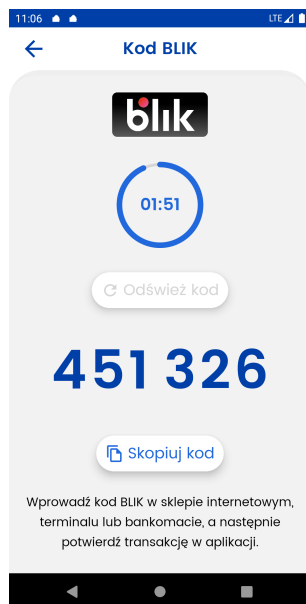 11:06 LTE
Kod BLIK
blik
01:51
Odśwież kod
451 326
Skopiuj kod
Wprowadź kod BLIK w sklepie internetowym,
terminalu lub bankomacie, a następnie
potwierdź transakcję w aplikacji.